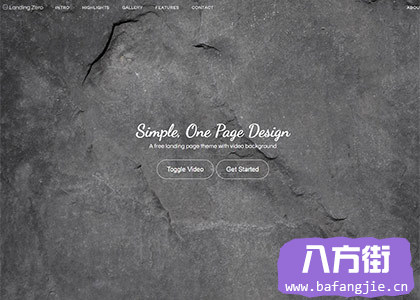 Landing Zero INTRO HIGHLIGHTS GALLERY FEATURES CONTACT ABOU
Simple, One Page Design
A free landing page theme with video background
Toggle Video Get Started
八方街
www.bafangjie.cn